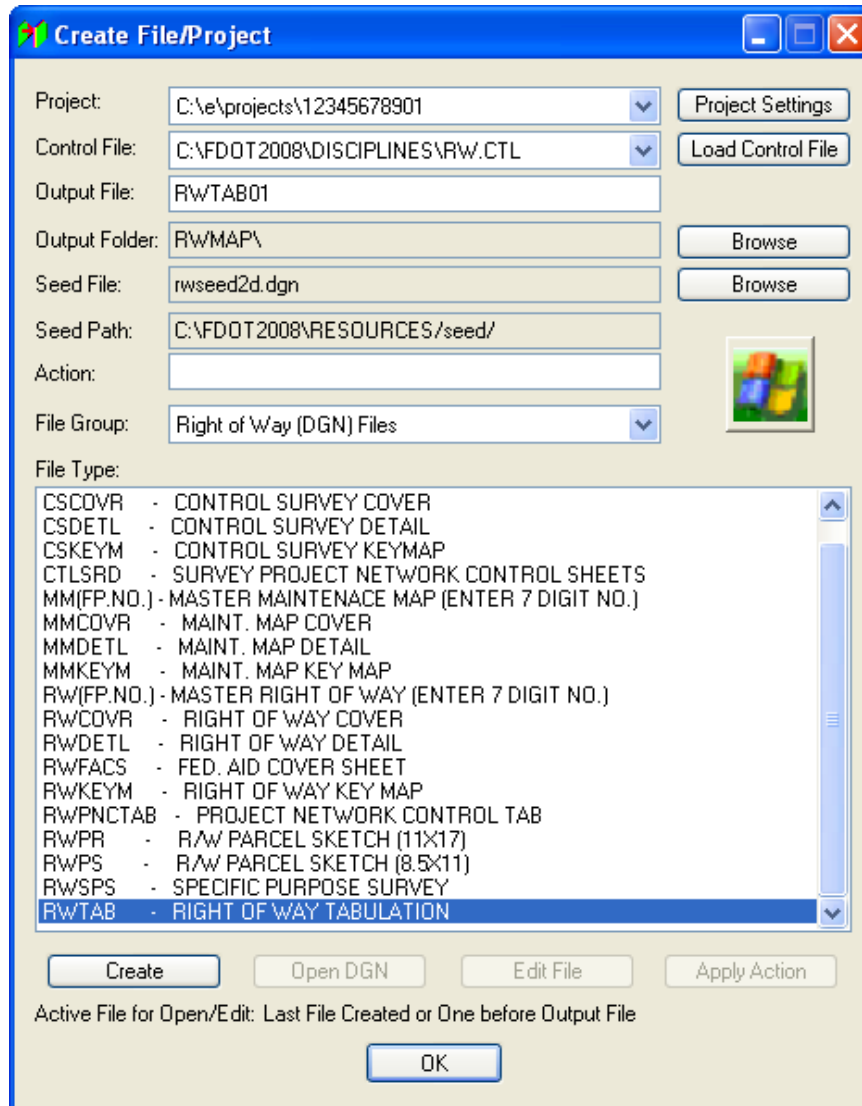 Create File/Project
Project: C:\e\projects\12345678901 Project Settings
Control File: C:\FDOT2008\DISCIPLINES\RW.CTL Load Control File
Output File: RWTAB01
Output Folder: RWMAP\ Browse
Seed File: rwseed2d.dgn Browse
Seed Path: C:\FDOT2008\RESOURCES/seed/
Action:
File Group: Right of Way (DGN) Files
File Type:
CSCOVR - CONTROL SURVEY COVER
CSDETL - CONTROL SURVEY DETAIL
CSKEYM - CONTROL SURVEY KEYMAP
CTLSRD - SURVEY PROJECT NETWORK CONTROL SHEETS
MM(FP.NO.) - MASTER MAINTENACE MAP (ENTER 7 DIGIT NO.)
MMCOVR - MAINT. MAP COVER
MMDETL - MAINT. MAP DETAIL
MMKEYM - MAINT. MAP KEY MAP
RW(FP.NO.) - MASTER RIGHT OF WAY (ENTER 7 DIGIT NO.)
RWCOVR - RIGHT OF WAY COVER
RWDETL - RIGHT OF WAY DETAIL
RWFACS - FED. AID COVER SHEET
RWKEYM - RIGHT OF WAY KEY MAP
RWPNCTAB - PROJECT NETWORK CONTROL TAB
RWPR - R/W PARCEL SKETCH (11X17)
RWPS - R/W PARCEL SKETCH (8.5X11)
RWSPS - SPECIFIC PURPOSE SURVEY
RWTAB - RIGHT OF WAY TABULATION
Create Open DGN Edit File Apply Action
Active File for Open/Edit: Last File Created or One before Output File
OK